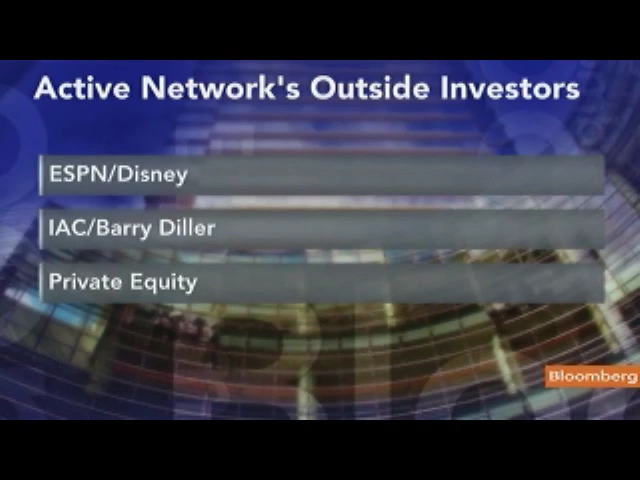 Active Network's Outside Investors
ESPN/Disney
IAC/Barry Diller
Private Equity
Bloomberg